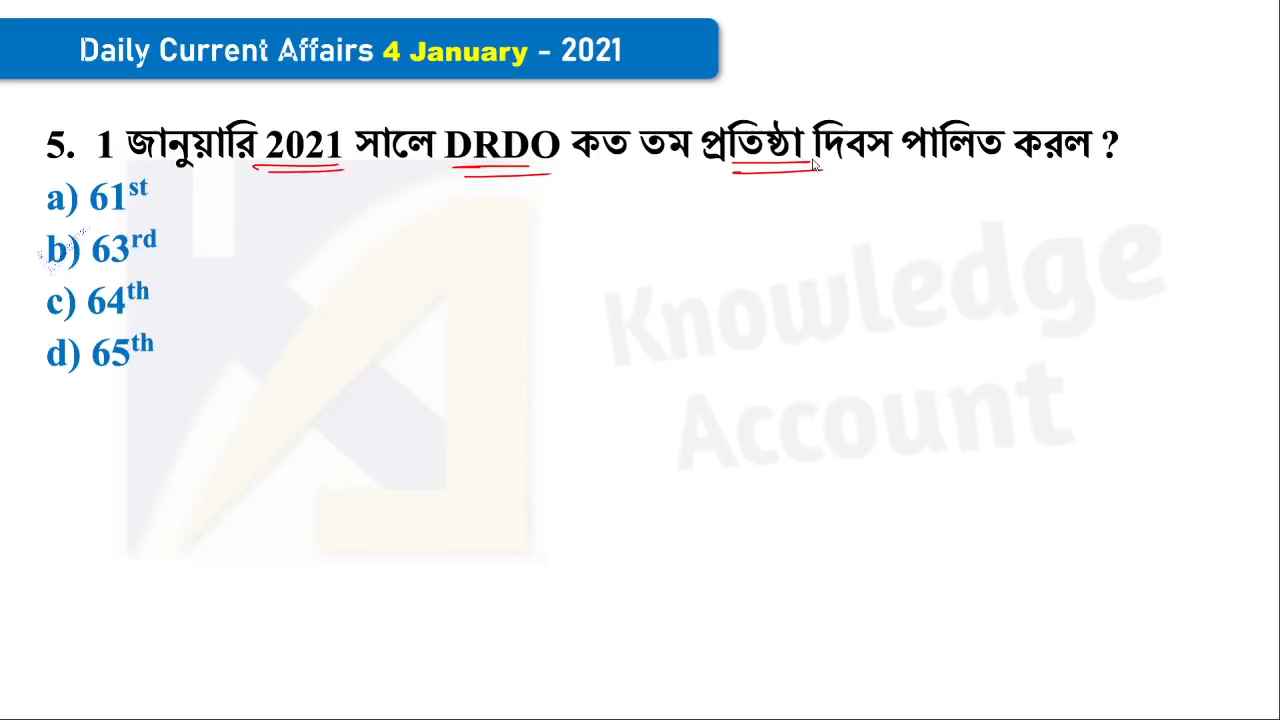 Daily Current Affairs 4 January - 2021
5. 1 জানুয়ারি 2021 সালে DRDO কত তম প্রতিষ্ঠা দিবস পালিত করল ?
a) 61st
b) 63rd
c) 64th
d) 65th
Knowledge
Account